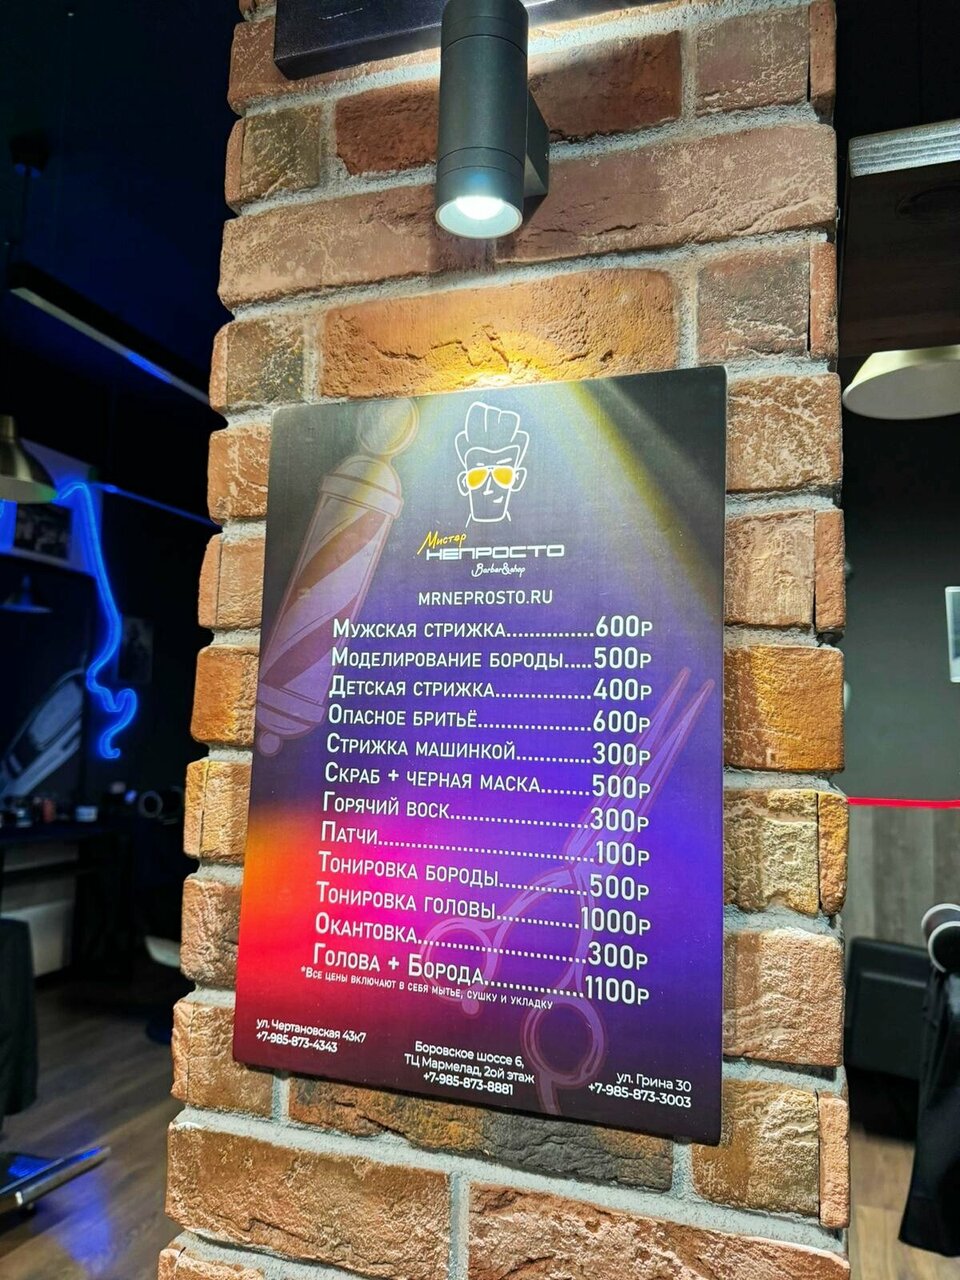 Мистер
НЕПРОСТО
Barber&shop
MRNEPROSTO.RU
Мужская стрижка...............600Р
Моделирование бороды.....500Р
Детская стрижка.................400Р
Опасное бритьё....................600Р
Стрижка машинкой.............300Р
Скраб + черная маска........500Р
Горячий воск........................300Р
Патчи.....................................100Р
Тонировка бороды...............500Р
Тонировка головы..............1000Р
Окантовка.............................300Р
Голова + Борода.................1100Р
*Все цены включают в себя мытье, сушку и укладку
ул. Чертановская 43к7
+7-985-873-4343
Боровское шоссе 6,
ТЦ Мармелад, 2ой этаж
+7-985-873-8881
ул. Грина 30
+7-985-873-3003